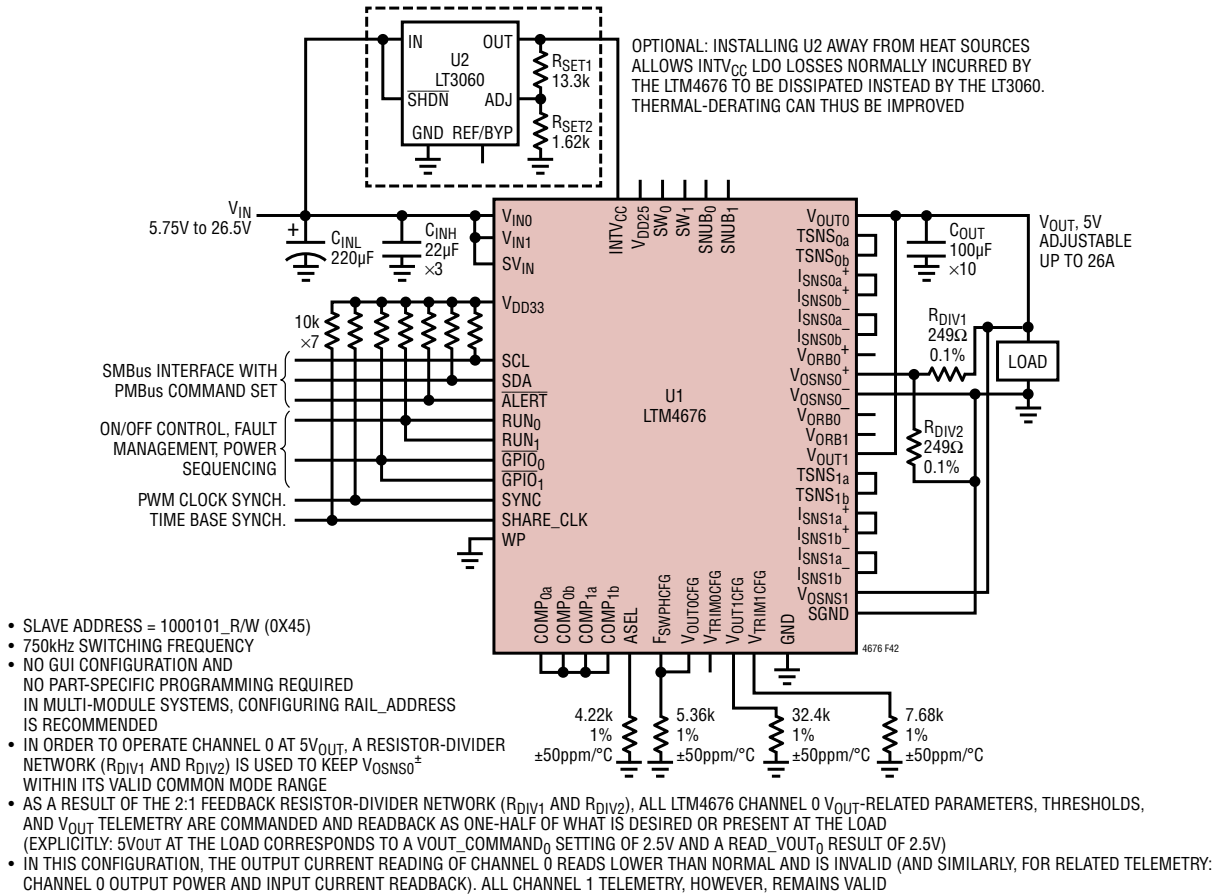 IN
OUT
U2
LT3060
SHDN
ADJ
GND REF/BYP
RSET1
13.3k
RSET2
1.62k
OPTIONAL: INSTALLING U2 AWAY FROM HEAT SOURCES
ALLOWS INTVCC LDO LOSSES NORMALLY INCURRED BY
THE LTM4676 TO BE DISSIPATED INSTEAD BY THE LT3060.
THERMAL-DERATING CAN THUS BE IMPROVED
VIN
5.75V to 26.5V
+
CINL
220µF
CINH
22µF
×3
10k
×7
SMBus INTERFACE WITH
PMBus COMMAND SET
ON/OFF CONTROL, FAULT
MANAGEMENT, POWER
SEQUENCING
PWM CLOCK SYNCH.
TIME BASE SYNCH.
VIN0
VIN1
SVIN
VDD33
SCL
SDA
ALERT
RUN0
RUN1
GPIO0
GPIO1
SYNC
SHARE_CLK
WP
INTVCC
VDD25
SW0
SW1
SNUB0
SNUB1
U1
LTM4676
VOUT0
TSNS0a
TSNS0b
ISNS0a+
ISNS0b+
ISNS0a−
ISNS0b−
VORB0+
VOSNS0+
VOSNS0−
VORB0−
VORB1
VOUT1
TSNS1a
TSNS1b
ISNS1a+
ISNS1b+
ISNS1a−
ISNS1b−
VOSNS1
SGND
COMP0a
COMP0b
COMP1a
COMP1b
ASEL
FSWPHCFG
VOUT0CFG
VTRIM0CFG
VOUT1CFG
VTRIM1CFG
GND
4676 F42
COUT
100µF
×10
VOUT, 5V
ADJUSTABLE
UP TO 26A
RDIV1
249Ω
0.1%
LOAD
RDIV2
249Ω
0.1%
4.22k
1%
±50ppm/°C
5.36k
1%
±50ppm/°C
32.4k
1%
±50ppm/°C
7.68k
1%
±50ppm/°C
• SLAVE ADDRESS = 1000101_R/W (0X45)
• 750kHz SWITCHING FREQUENCY
• NO GUI CONFIGURATION AND
NO PART-SPECIFIC PROGRAMMING REQUIRED
IN MULTI-MODULE SYSTEMS, CONFIGURING RAIL_ADDRESS
IS RECOMMENDED
• IN ORDER TO OPERATE CHANNEL 0 AT 5VOUT, A RESISTOR-DIVIDER
NETWORK (RDIV1 AND RDIV2) IS USED TO KEEP VOSNS0±
WITHIN ITS VALID COMMON MODE RANGE
• AS A RESULT OF THE 2:1 FEEDBACK RESISTOR-DIVIDER NETWORK (RDIV1 AND RDIV2), ALL LTM4676 CHANNEL 0 VOUT-RELATED PARAMETERS, THRESHOLDS,
AND VOUT TELEMETRY ARE COMMANDED AND READBACK AS ONE-HALF OF WHAT IS DESIRED OR PRESENT AT THE LOAD
(EXPLICITLY: 5VOUT AT THE LOAD CORRESPONDS TO A VOUT_COMMAND0 SETTING OF 2.5V AND A READ_VOUT0 RESULT OF 2.5V)
• IN THIS CONFIGURATION, THE OUTPUT CURRENT READING OF CHANNEL 0 READS LOWER THAN NORMAL AND IS INVALID (AND SIMILARLY, FOR RELATED TELEMETRY:
CHANNEL 0 OUTPUT POWER AND INPUT CURRENT READBACK). ALL CHANNEL 1 TELEMETRY, HOWEVER, REMAINS VALID